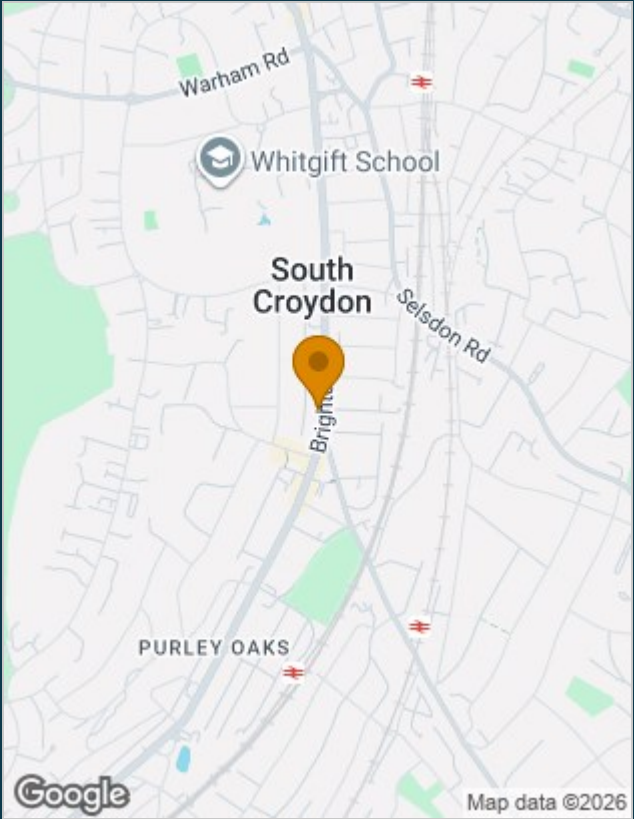 Warham Rd
Whitgift School
South
Croydon
Selsdon Rd
Bright
PURLEY OAKS
Google
Map data ©2026